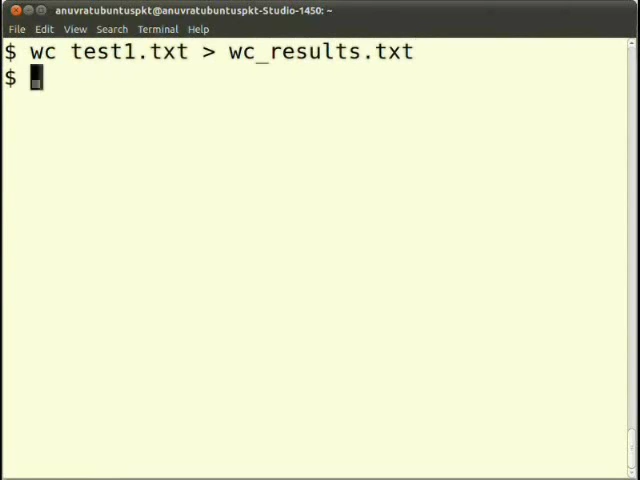 anuvratubuntuspkt@anuvratubuntuspkt-Studio-1450: ~
File Edit View Search Terminal Help
$ wc test1.txt > wc_results.txt
$